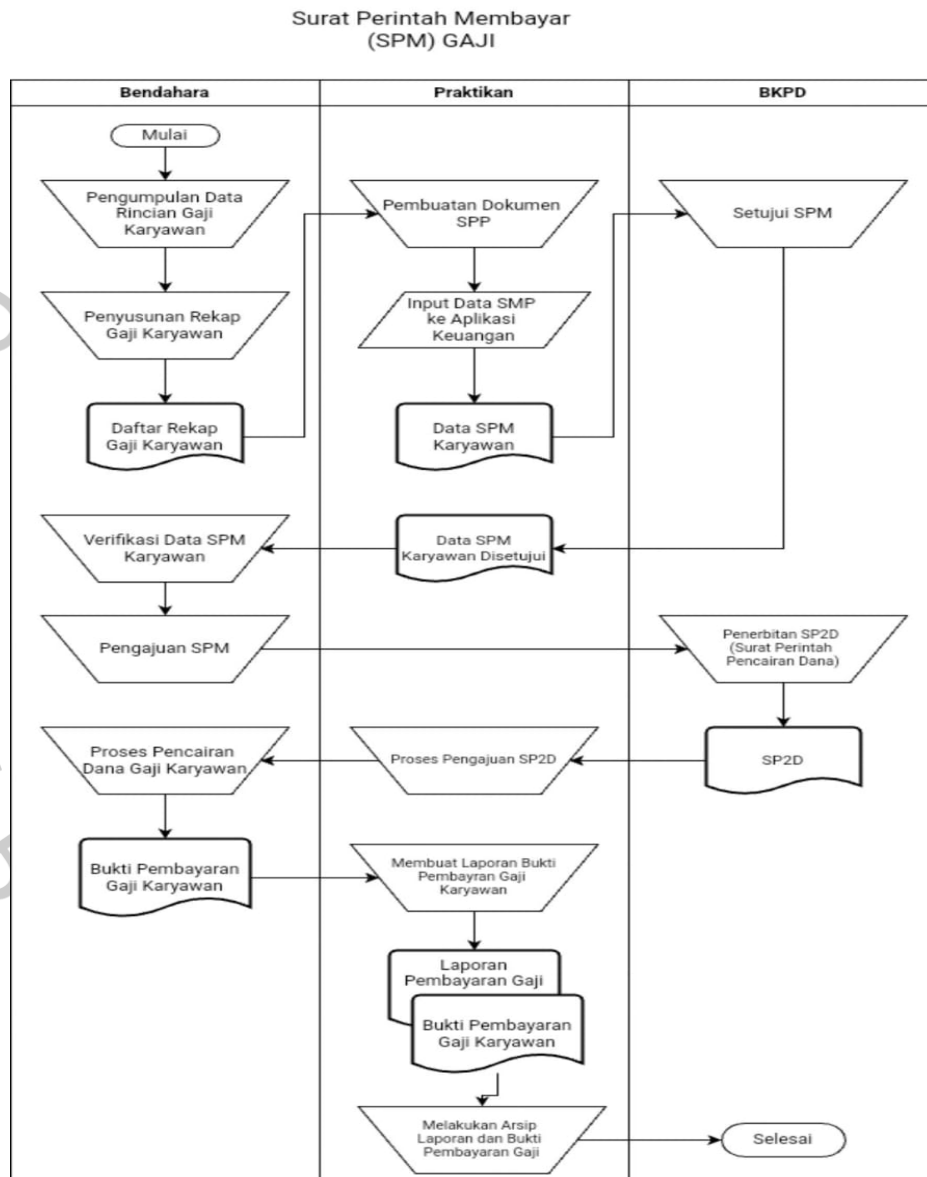 Surat Perintah Membayar
(SPM) GAJI
Bendahara
Praktikan
BKPD
Mulai
Pengumpulan Data
Rincian Gaji
Karyawan
Pembuatan Dokumen
SPP
Setujui SPM
Penyusunan Rekap
Gaji Karyawan
Input Data SMP
ke Aplikasi
Keuangan
Daftar Rekap
Gaji Karyawan
Data SPM
Karyawan
Verifikasi Data SPM
Karyawan
Data SPM
Karyawan Disetujui
Pengajuan SPM
Penerbitan SP2D
(Surat Perintah
Pencairan Dana)
Proses Pencairan
Dana Gaji Karyawan
Proses Pengajuan SP2D
SP2D
Bukti Pembayaran
Gaji Karyawan
Membuat Laporan Bukti
Pembayran Gaji
Karyawan
Laporan
Pembayaran Gaji
Bukti Pembayaran
Gaji Karyawan
Melakukan Arsip
Laporan dan Bukti
Pembayaran Gaji
Selesai